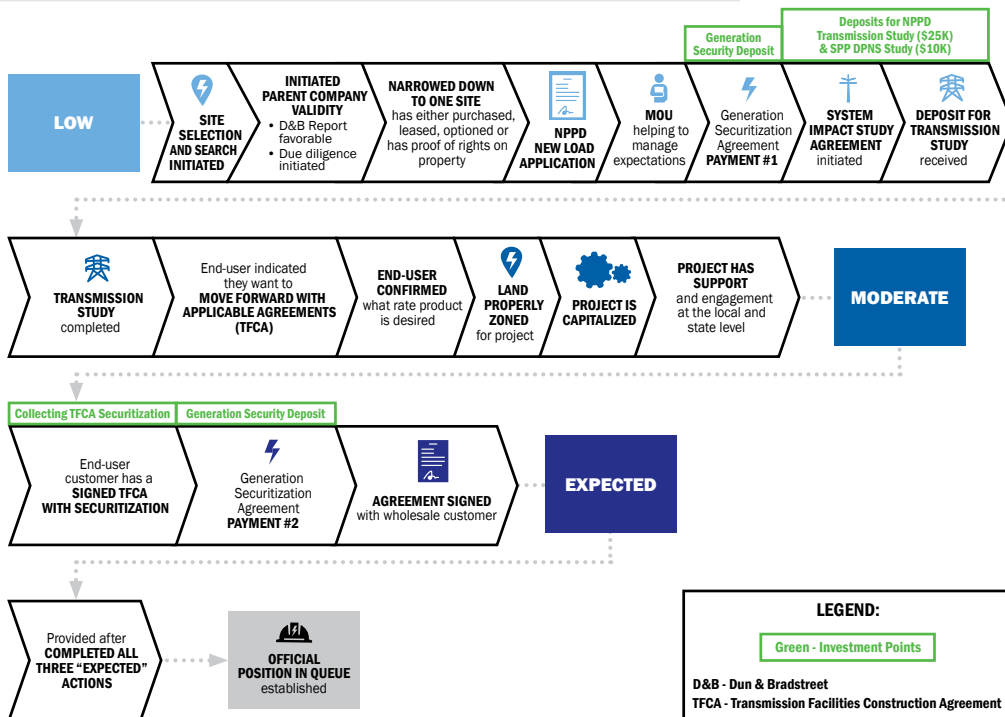 Generation
Security Deposit
Deposits for NPPD
Transmission Study ($25K)
& SPP DPNS Study ($10K)
LOW
SITE
SELECTION
AND SEARCH
INITIATED
INITIATED
PARENT COMPANY
VALIDITY
• D&B Report
favorable
• Due diligence
initiated
NARROWED DOWN
TO ONE SITE
has either purchased,
leased, optioned or
has proof of rights on
property
NPPD
NEW LOAD
APPLICATION
MOU
helping to
manage
expectations
Generation
Securitization
Agreement
PAYMENT #1
SYSTEM
IMPACT STUDY
AGREEMENT
initiated
DEPOSIT FOR
TRANSMISSION
STUDY
received
TRANSMISSION
STUDY
completed
End-user indicated
they want to
MOVE FORWARD WITH
APPLICABLE AGREEMENTS
(TFCA)
END-USER
CONFIRMED
what rate product
is desired
LAND
PROPERLY
ZONED
for project
PROJECT IS
CAPITALIZED
PROJECT HAS
SUPPORT
and engagement
at the local and
state level
MODERATE
Collecting TFCA Securitization
Generation Security Deposit
End-user
customer has a
SIGNED TFCA
WITH SECURITIZATION
Generation
Securitization
Agreement
PAYMENT #2
AGREEMENT SIGNED
with wholesale customer
EXPECTED
Provided after
COMPLETED ALL
THREE “EXPECTED”
ACTIONS
OFFICIAL
POSITION IN QUEUE
established
LEGEND:
Green - Investment Points
D&B - Dun & Bradstreet
TFCA - Transmission Facilities Construction Agreement